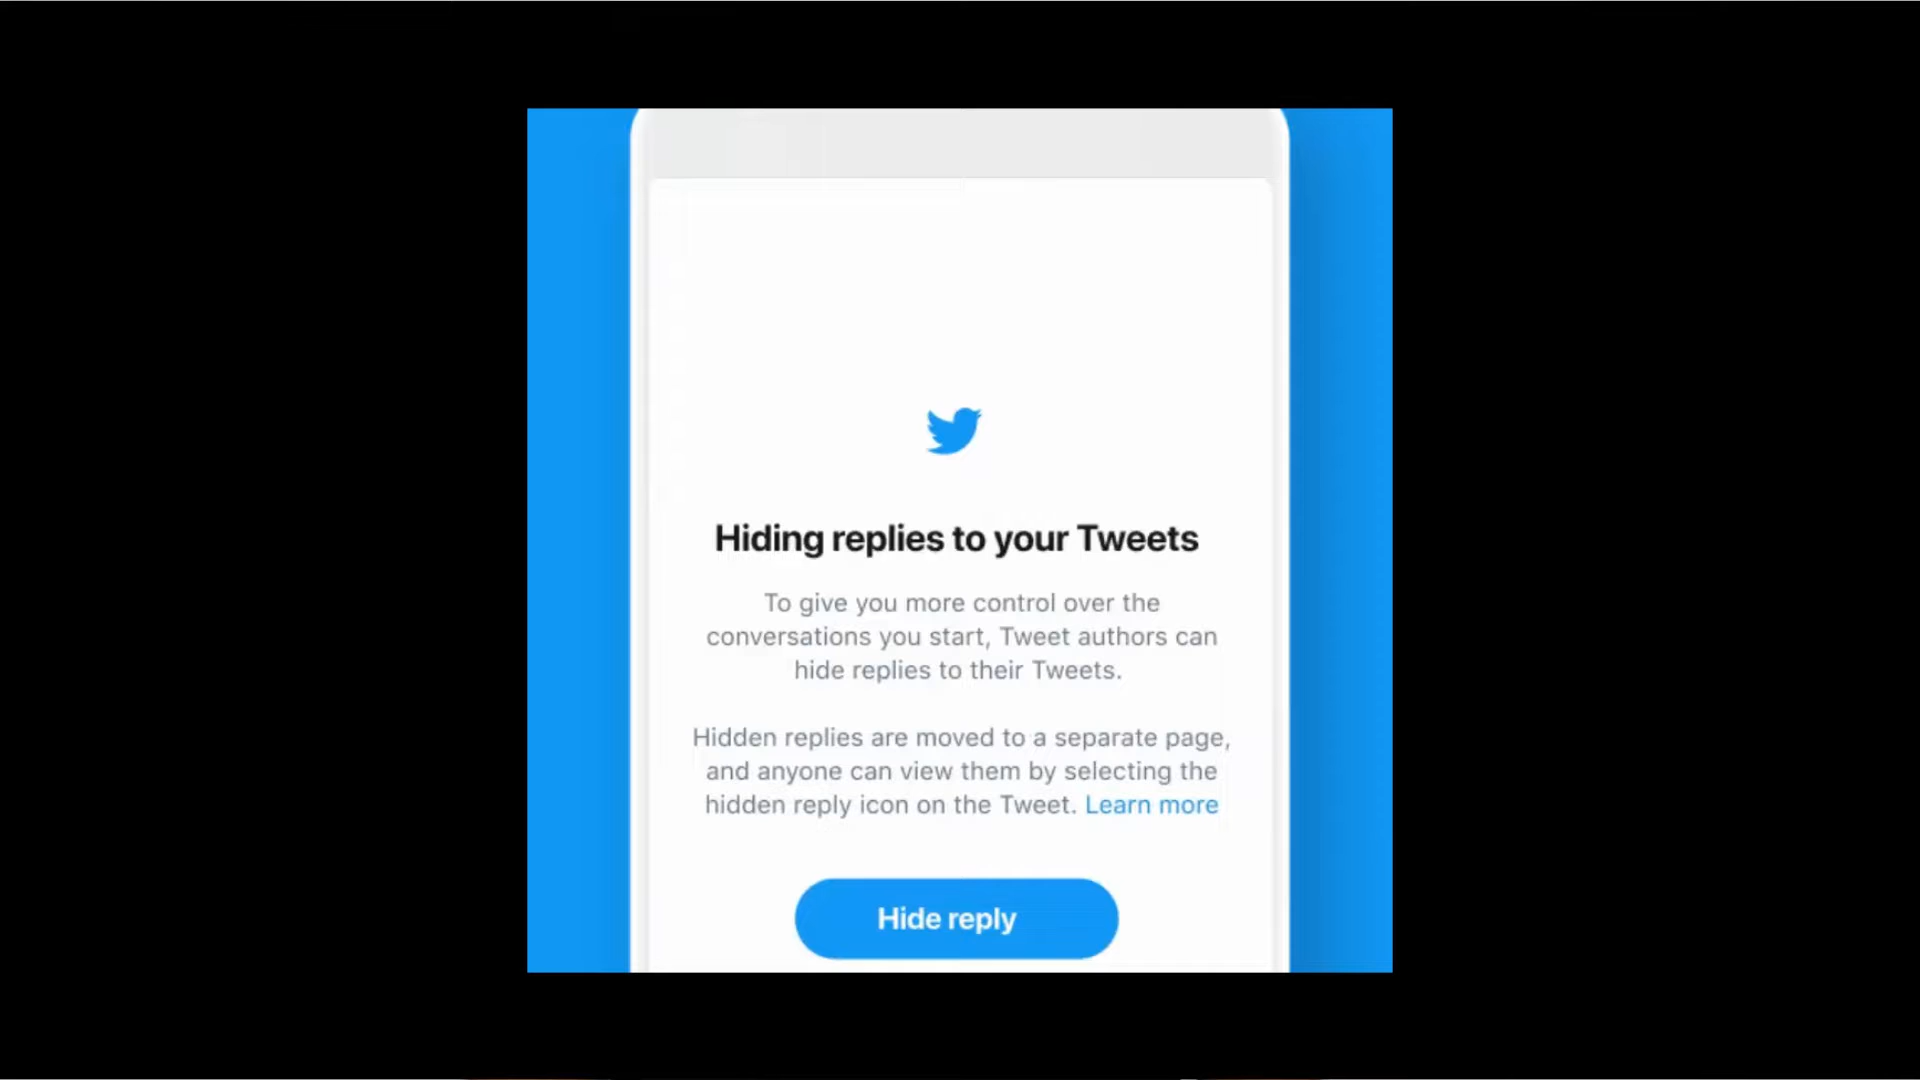 Hiding replies to your Tweets
To give you more control over the
conversations you start, Tweet authors can
hide replies to their Tweets.
Hidden replies are moved to a separate page,
and anyone can view them by selecting the
hidden reply icon on the Tweet. Learn more
Hide reply